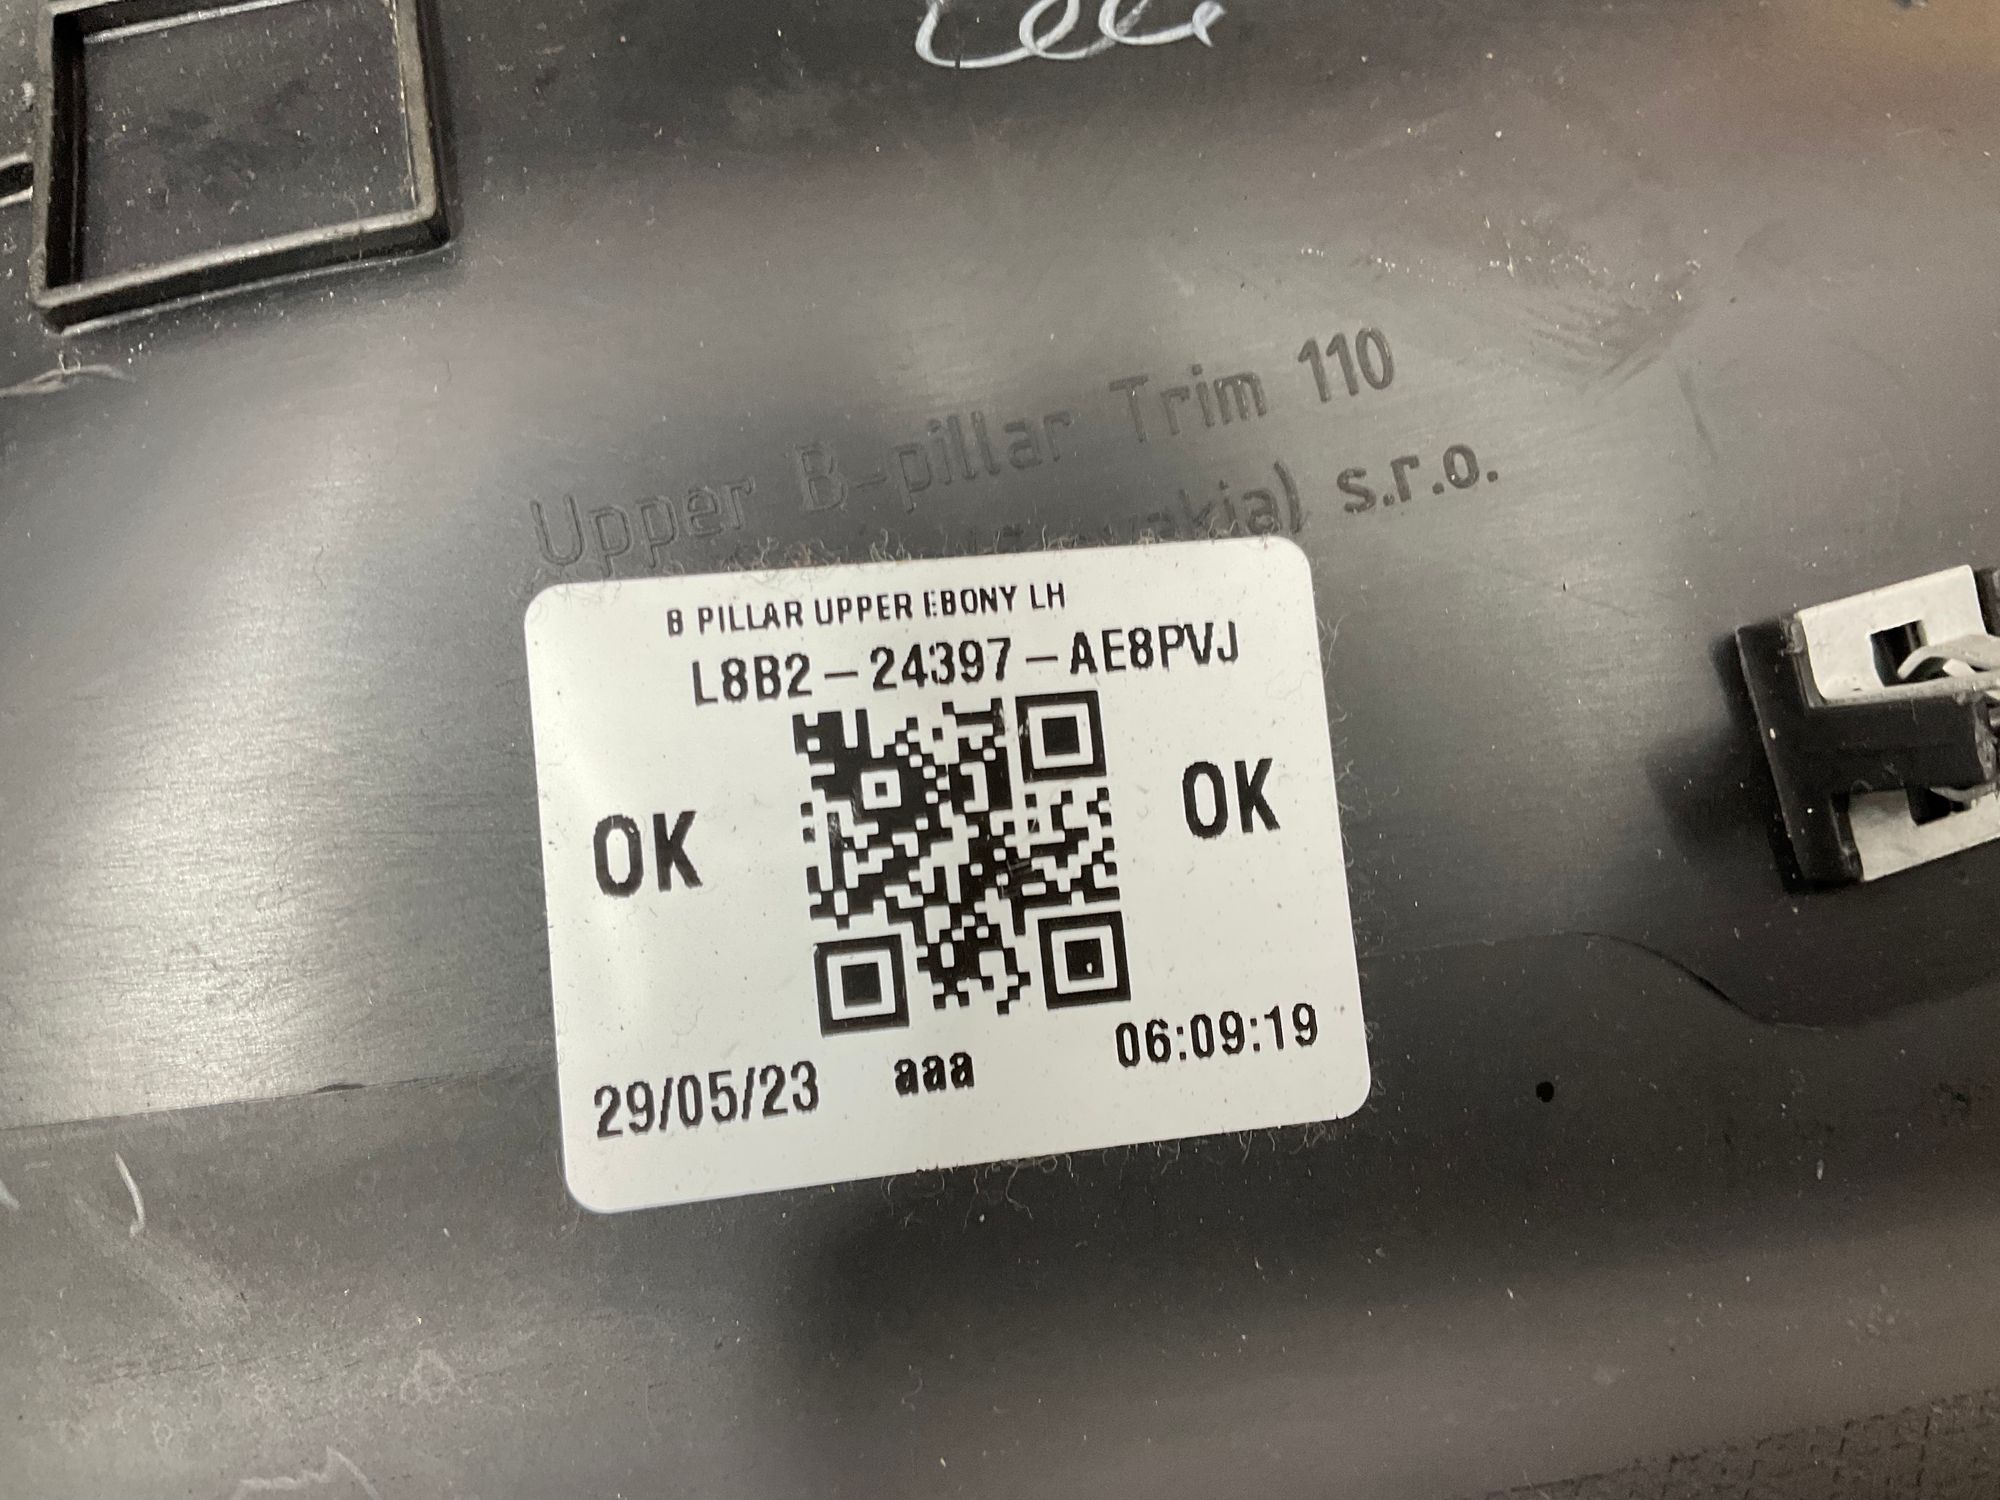 Upper B-pillar Trim 110
s.r.o.
B PILLAR UPPER EBONY LH
L8B2-24397-AE8PVJ
OK
OK
29/05/23
aaa
06:09:19